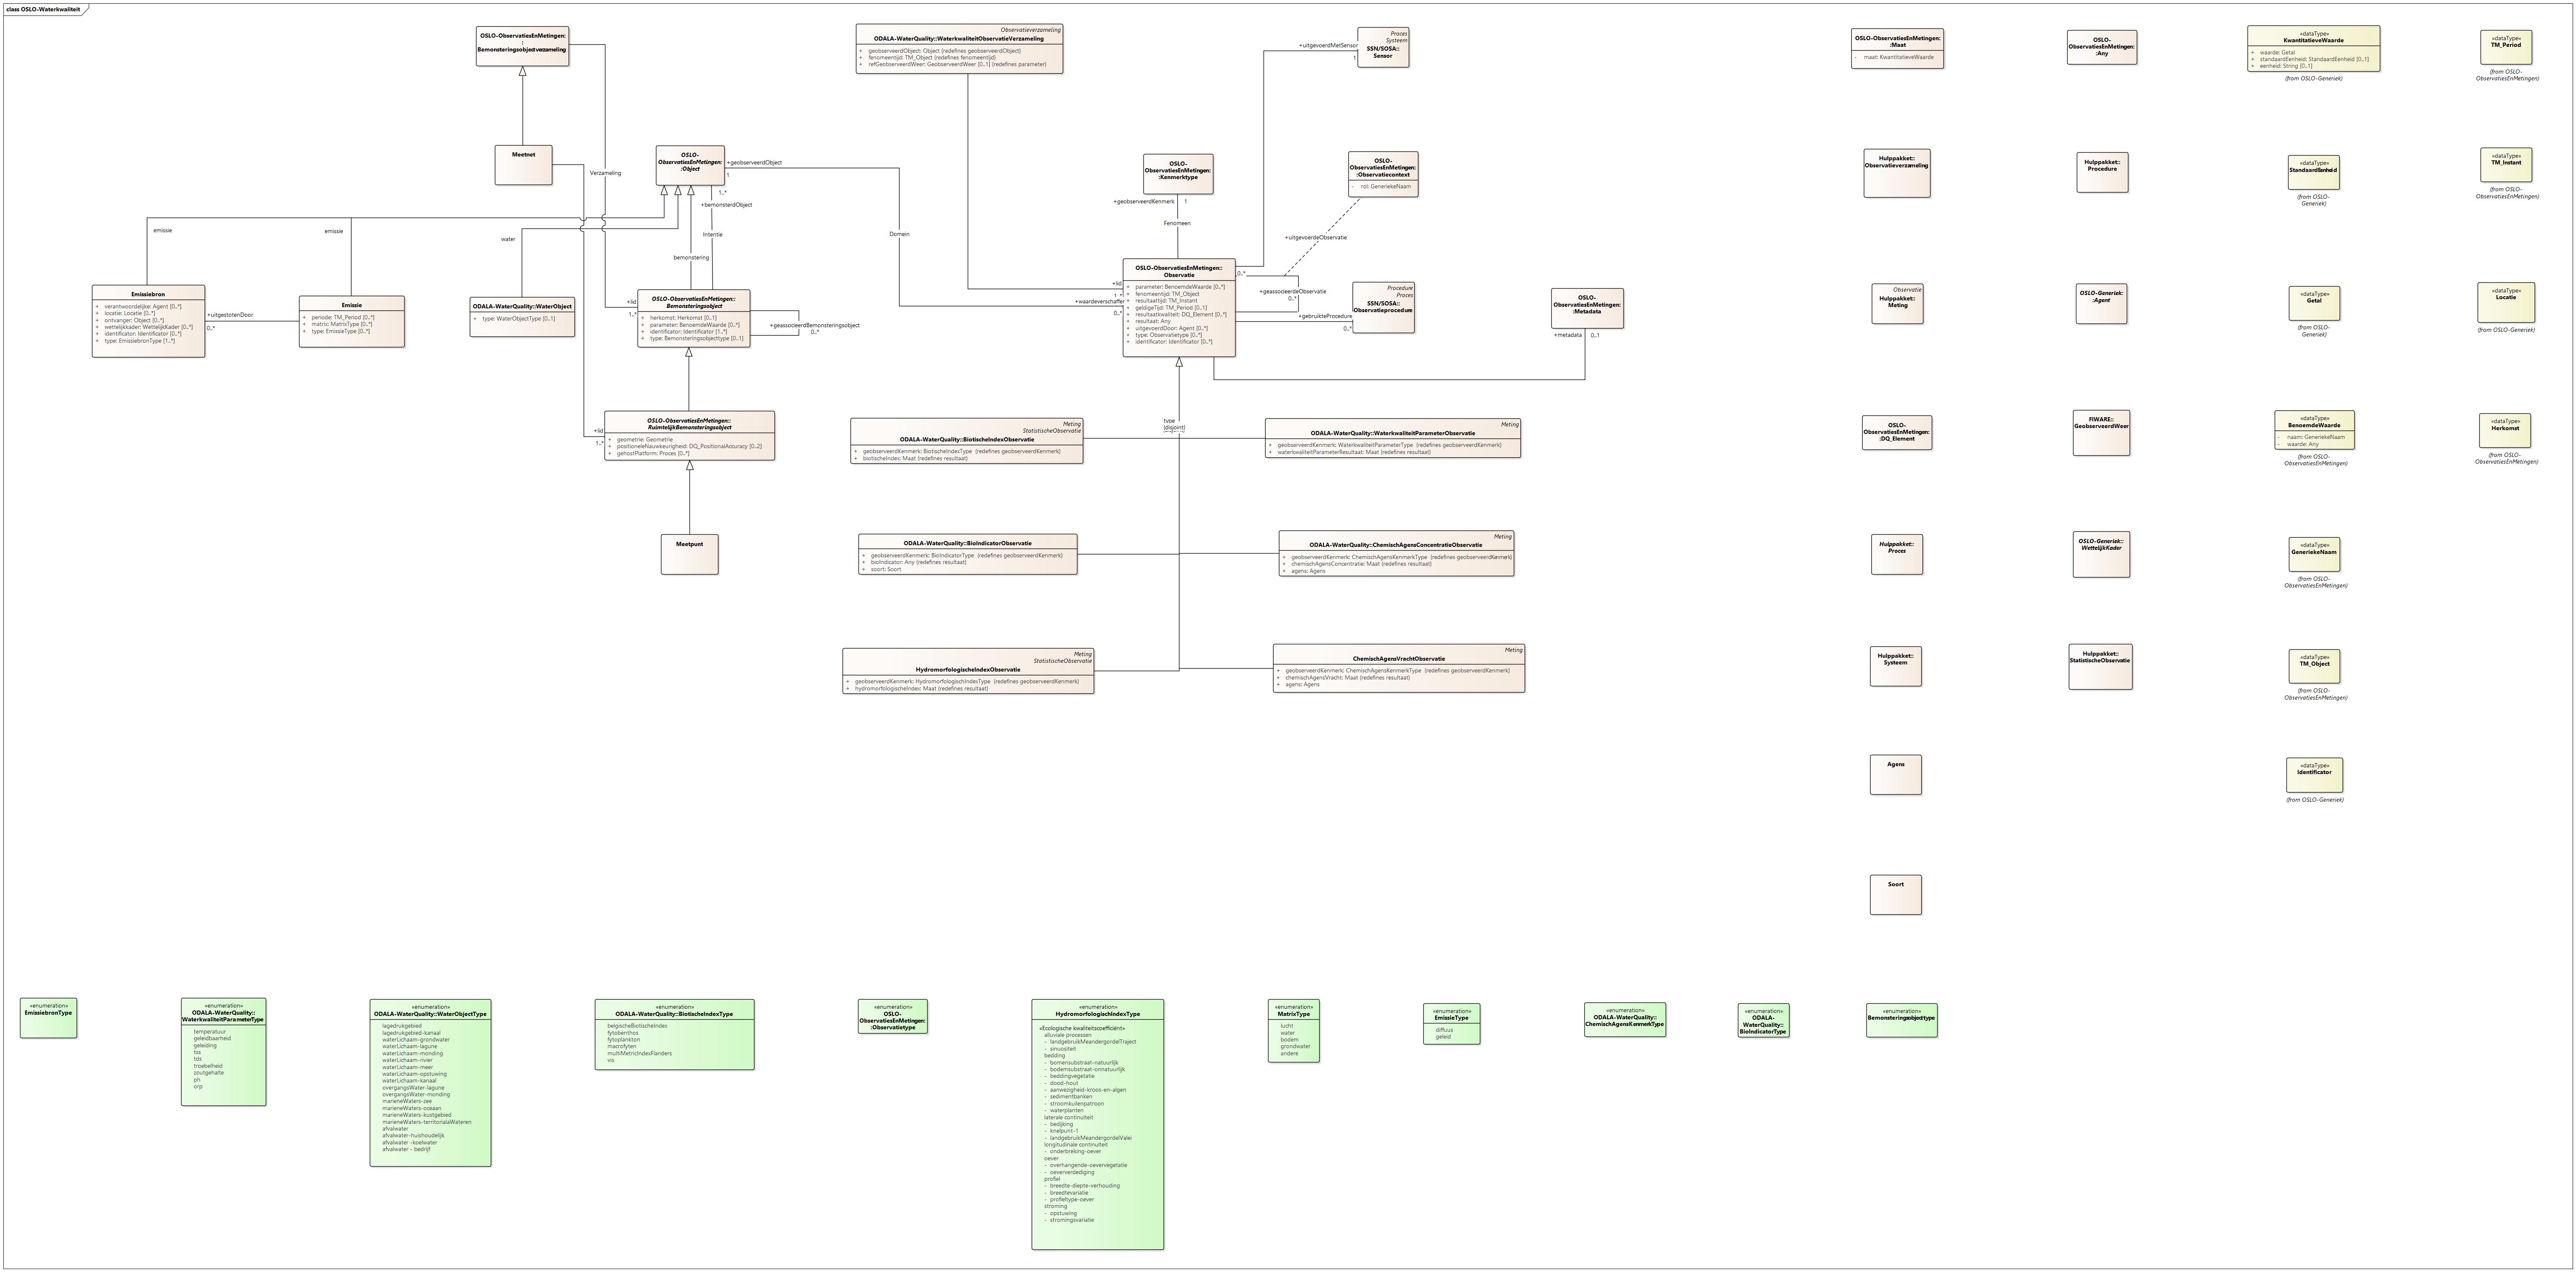 class OSLO-Waterkwaliteit
OSLO-ObservatiesEnMetingen:
:
Bemonsteringsobjectverzameling
Meetnet
Verzameling
OSLO-
ObservatiesEnMetingen:
:Object
+geobserveerdObject
1
1..*
+bemonsterdObject
Intentie
bemonstering
Domein
emissie
emissie
water
Emissiebron
+ verantwoordelijke: Agent [0..*]
+ locatie: Locatie [0..*]
+ ontvanger: Object [0..*]
+ wettelijkkader: WettelijkKader [0..*]
+ identificator: Identificator [0..*]
+ type: EmissiebronType [1..*]
+uitgestotenDoor
0..*
Emissie
+ periode: TM_Period [0..*]
+ matrix: MatrixType [0..*]
+ type: EmissieType [0..*]
ODALA-WaterQuality::WaterObject
+ type: WaterObjectType [0..1]
+lid
1..*
OSLO-ObservatiesEnMetingen::
Bemonsteringsobject
+ herkomst: Herkomst [0..1]
+ parameter: BenoemdeWaarde [0..*]
+ identificator: Identificator [1..*]
+ type: Bemonsteringsobjecttype [0..1]
+geassocieerdBemonsteringsobject
0..*
+lid
1..*
OSLO-ObservatiesEnMetingen::
RuimtelijkBemonsteringsobject
+ geometrie: Geometrie
+ positioneleNauwkeurigheid: DQ_PositionalAccuracy [0..2]
+ gehostPlatform: Proces [0..*]
Meetpunt
Observatieverzameling
ODALA-WaterQuality::WaterkwaliteitObservatieVerzameling
+ geobserveerdObject: Object {redefines geobserveerdObject}
+ fenomeentijd: TM_Object {redefines fenomeentijd}
+ refGeobserveerdWeer: GeobserveerdWeer [0..1] {redefines parameter}
+uitgevoerdMetSensor
1
Proces
Systeem
SSN/SOSA::
Sensor
OSLO-
ObservatiesEnMetingen:
:Kenmerktype
+geobserveerdKenmerk
1
Fenomeen
OSLO-
ObservatiesEnMetingen:
:Observatiecontext
- rol: GeneriekeNaam
+uitgevoerdeObservatie
OSLO-ObservatiesEnMetingen::
Observatie
+ parameter: BenoemdeWaarde [0..*]
+ fenomeentijd: TM_Object
+ resultaattijd: TM_Instant
+ geldigeTijd: TM_Period [0..1]
+ resultaatkwaliteit: DQ_Element [0..*]
+ resultaat: Any
+ uitgevoerdDoor: Agent [0..*]
+ type: Observatietype [0..*]
+ identificator: Identificator [0..*]
+lid
1..*
+waardeverschaffer
0..*
0..*
+geassocieerdeObservatie
0..*
+gebruikteProcedure
0..*
Procedure
Proces
SSN/SOSA::
Observatieprocedure
OSLO-
ObservatiesEnMetingen:
:Metadata
+metadata
0..1
type
{disjoint}
Meting
StatistischeObservatie
ODALA-WaterQuality::BiotischeIndexObservatie
+ geobserveerdKenmerk: BiotischeIndexType {redefines geobserveerdKenmerk}
+ biotischeIndex: Maat {redefines resultaat}
Meting
ODALA-WaterQuality::WaterkwaliteitParameterObservatie
+ geobserveerdKenmerk: WaterkwaliteitParameterType {redefines geobserveerdKenmerk}
+ waterkwaliteitParameterResultaat: Maat {redefines resultaat}
ODALA-WaterQuality::BioIndicatorObservatie
+ geobserveerdKenmerk: BioIndicatorType {redefines geobserveerdKenmerk}
+ bioIndicator: Any {redefines resultaat}
+ soort: Soort
Meting
ODALA-WaterQuality::ChemischAgensConcentratieObservatie
+ geobserveerdKenmerk: ChemischAgensKenmerkType {redefines geobserveerdKenmerk}
+ chemischAgensConcentratie: Maat {redefines resultaat}
+ agens: Agens
Meting
StatistischeObservatie
HydromorfologischeIndexObservatie
+ geobserveerdKenmerk: HydromorfologischIndexType {redefines geobserveerdKenmerk}
+ hydromorfologischeIndex: Maat {redefines resultaat}
Meting
ChemischAgensVrachtObservatie
+ geobserveerdKenmerk: ChemischAgensKenmerkType {redefines geobserveerdKenmerk}
+ chemischAgensVracht: Maat {redefines resultaat}
+ agens: Agens
OSLO-ObservatiesEnMetingen:
:Maat
- maat: KwantitatieveWaarde
OSLO-
ObservatiesEnMetingen:
:Any
«dataType»
KwantitatieveWaarde
+ waarde: Getal
+ standaardEenheid: StandaardEenheid [0..1]
+ eenheid: String [0..1]
(from OSLO-Generiek)
«dataType»
TM_Period
(from OSLO-
ObservatiesEnMetingen)
Hulppakket::
Observatieverzameling
Hulppakket::
Procedure
«dataType»
StandaardEenheid
(from OSLO-
Generiek)
«dataType»
TM_Instant
(from OSLO-
ObservatiesEnMetingen)
Observatie
Hulppakket::
Meting
OSLO-Generiek:
:Agent
«dataType»
Getal
(from OSLO-
Generiek)
«dataType»
Locatie
(from OSLO-Generiek)
OSLO-
ObservatiesEnMetingen:
:DQ_Element
FIWARE::
GeobserveerdWeer
«dataType»
BenoemdeWaarde
- naam: GeneriekeNaam
- waarde: Any
(from OSLO-
ObservatiesEnMetingen)
«dataType»
Herkomst
(from OSLO-
ObservatiesEnMetingen)
Hulppakket::
Proces
OSLO-Generiek::
WettelijkKader
«dataType»
GeneriekeNaam
(from OSLO-
ObservatiesEnMetingen)
Hulppakket::
Systeem
Hulppakket::
StatistischeObservatie
«dataType»
TM_Object
(from OSLO-
ObservatiesEnMetingen)
Agens
«dataType»
Identificator
(from OSLO-Generiek)
Soort
«enumeration»
EmissiebronType
«enumeration»
ODALA-WaterQuality::
WaterkwaliteitParameterType
temperatuur
geleidbaarheid
geleiding
tss
tds
troebelheid
zoutgehalte
ph
orp
«enumeration»
ODALA-WaterQuality::WaterObjectType
lagedrukgebied
lagedrukgebied-kanaal
waterLichaam-grondwater
waterLichaam-lagune
waterLichaam-monding
waterLichaam-rivier
waterLichaam-meer
waterLichaam-opstuwing
waterLichaam-kanaal
overgangsWater-lagune
overgangsWater-monding
marieneWaters-zee
marieneWaters-oceaan
marieneWaters-kustgebied
marieneWaters-territorialaWateren
afvalwater
afvalwater-huishoudelijk
afvalwater -koelwater
afvalwater - bedrijf
«enumeration»
ODALA-WaterQuality::BiotischeIndexType
belgischeBiotischeIndex
fytobenthos
fytoplankton
macrofyten
multiMetricIndexFlanders
vis
«enumeration»
OSLO-
ObservatiesEnMetingen:
:Observatietype
«enumeration»
HydromorfologischIndexType
«Ecologische kwaliteitscoefficiënt»
alluviale processen
- landgebruikMeandergordelTraject
- sinuositeit
bedding
- bomensubstraat-natuurlijk
- bodemsubstraat-onnatuurlijk
- beddingvegetatie
- dood-hout
- aanwezigheid-kroos-en-algen
- sedimentbanken
- stroomkuilenpatroon
- waterplanten
laterale continuïteit
- bedijking
- knelpunt-1
- landgebruikMeandergordelValei
longitudinale continuïteit
- onderbreking-oever
oever
- overhangende-oevervegetatie
- oeververdediging
profiel
- breedte-diepte-verhouding
- breedtevariatie
- profieltype-oever
stroming
- opstuwing
- stromingsvariatie
«enumeration»
MatrixType
lucht
water
bodem
grondwater
andere
«enumeration»
EmissieType
diffuus
geleid
«enumeration»
ODALA-WaterQuality::
ChemischAgensKenmerkType
«enumeration»
ODALA-
WaterQuality::
BioIndicatorType
«enumeration»
Bemonsteringsobjecttype